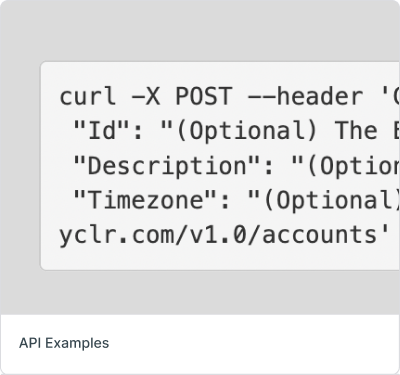 curl -X POST --header '
"Id": "(Optional) The
"Description": "(Option
"Timezone": "(Optional)
yclr.com/v1.0/accounts'
API Examples